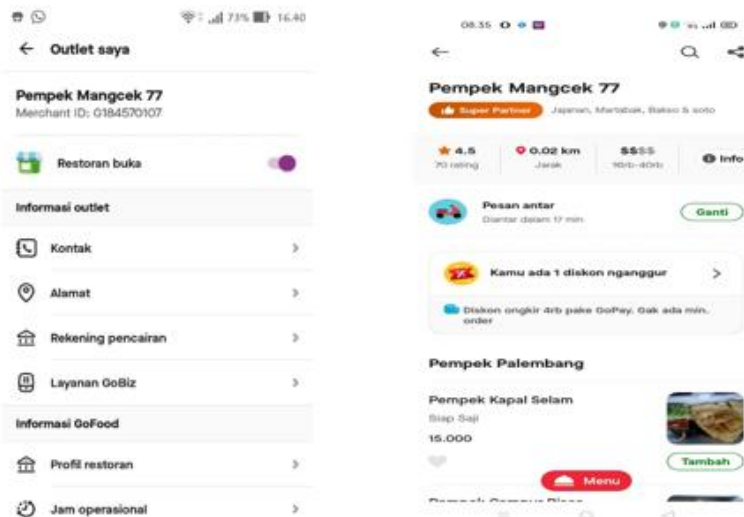 73% 16.40
← Outlet saya
Pempek Mangcek 77
Merchant ID: G184570107
Restoran buka
Informasi outlet
Kontak
Alamat
Rekening pencairan
Layanan GoBiz
Informasi GoFood
Profil restoran
Jam operasional
08.35
Pempek Mangcek 77
Super Partner Jajanan, Martabak, Bakso & soto
4.5 0.02 km $$$$ Info
70 rating Jarak 16rb-40rb
Pesan antar
Diantar dalam 17 min
Ganti
Kamu ada 1 diskon nganggur
Diskon ongkir 4rb pake GoPay. Gak ada min.
order
Pempek Palembang
Pempek Kapal Selam
Siap Saji
15.000
Tambah
Menu